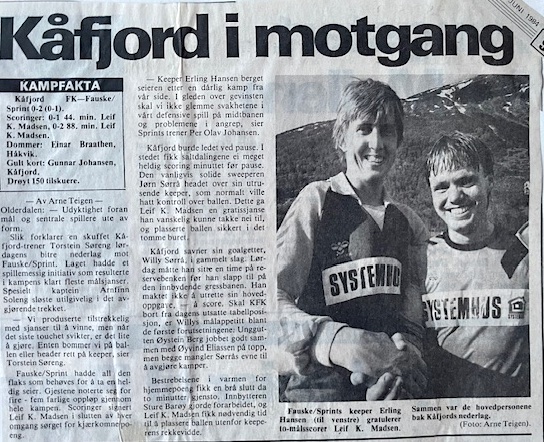 Kåfjord i motgang
JUNI, 1984
KAMPFAKTA
Kåfjord FK—Fauske/
Sprint 0-2 (0-1).
Scoringer: 0-1 44. min. Leif
K. Madsen, 0-2 88. min. Leif
K. Madsen.
Dommer: Einar Braathen,
Håkvik.
Gult kort: Gunnar Johansen,
Kåfjord.
Drøyt 150 tilskuere.
— Av Arne Teigen —
Olderdalen: — Udyktighet foran
mål og sentrale spillere ute av
form.
Slik forklarer en skuffet Kå-
fjord-trener Torstein Søreng lør-
dagens bitre nederlag mot
Fauske/Sprint. Laget hadde et
spillemessig initiativ som resulterte
i kampens klart fleste målsjanser.
Spesielt kaptein Arnfinn
Soleng sløste utilgivelig i det av-
gjørende trekket.
— Vi produserte tilstrekkelig
med sjanser til å vinne, men når
det siste touchet svikter, er det lite
å gjøre. Enten bommer vi på bal-
len eller header rett på keeper, sier
Torstein Søreng.
Fauske/Sprint hadde all den
flaks som behøves for å ta en hel-
dig seier. Gjestene noterte seg for
fire - fem farlige oppløp gjennom
hele kampen. Scoringer signert
Leif K. Madsen i slutten av hver
omgang sørget for kjærkomne po-
eng.
— Keeper Erling Hansen berget
seieren etter en dårlig kamp fra
vår side. I gleden over gevinsten
skal vi ikke glemme svakhetene i
vårt defensive spill på midtbanen
og problemene i angrep, sier
Sprints trener Per Olav Johansen.
Kåfjord burde ledet ved pause. I
stedet fikk saltdalingene ei meget
heldig scoring minuttet før pause.
Den vanligvis solide sweeperen
Jørn Sørrå headet over sin utrus-
kende keeper, som normalt ville
hatt kontroll over ballen. Dette ga
Leif K. Madsen en gratissjanse
han vanskelig kunne takke nei til,
og plasserte ballen sikkert i det
tomme buret.
Kåfjord savner sin goalgetter,
Willy Sørrå, i gammelt slag. Lør-
dag måtte han sitte en time på re-
servebenken før han slapp til på
den innbydende gressbanen. Han
maktet ikke å utrette sin hoved-
oppgave, — å score. Skal KFK
bort fra dagens utsatte tabellposi-
sjon, er Willys målappetitt blant
de første forutsetningene. Unggut-
ten Øystein Berg jobbet godt sam-
men med Øyvind Eliassen på topp,
men begge mangler Sørrås evne til
å avgjøre kamper.
Bestrebelsene i varmen for
hjemmepoeng fikk en brå slutt da
to minutter gjensto. Innbytteren
Sture Barøy gjorde forarbeidet, og
Leif K. Madsen fikk nødvendig tid
til å plassere ballen utenfor keepe-
rens rekkevidde.
SYSTEMHUS
SYSTEMHUS
Fauske/Sprints keeper Erling
Hansen (til venstre) gratulerer
to-målsscorer Leif K. Madsen.
Sammen var de hovedpersonene
bak Kåfjords nederlag.
(Foto: Arne Teigen).